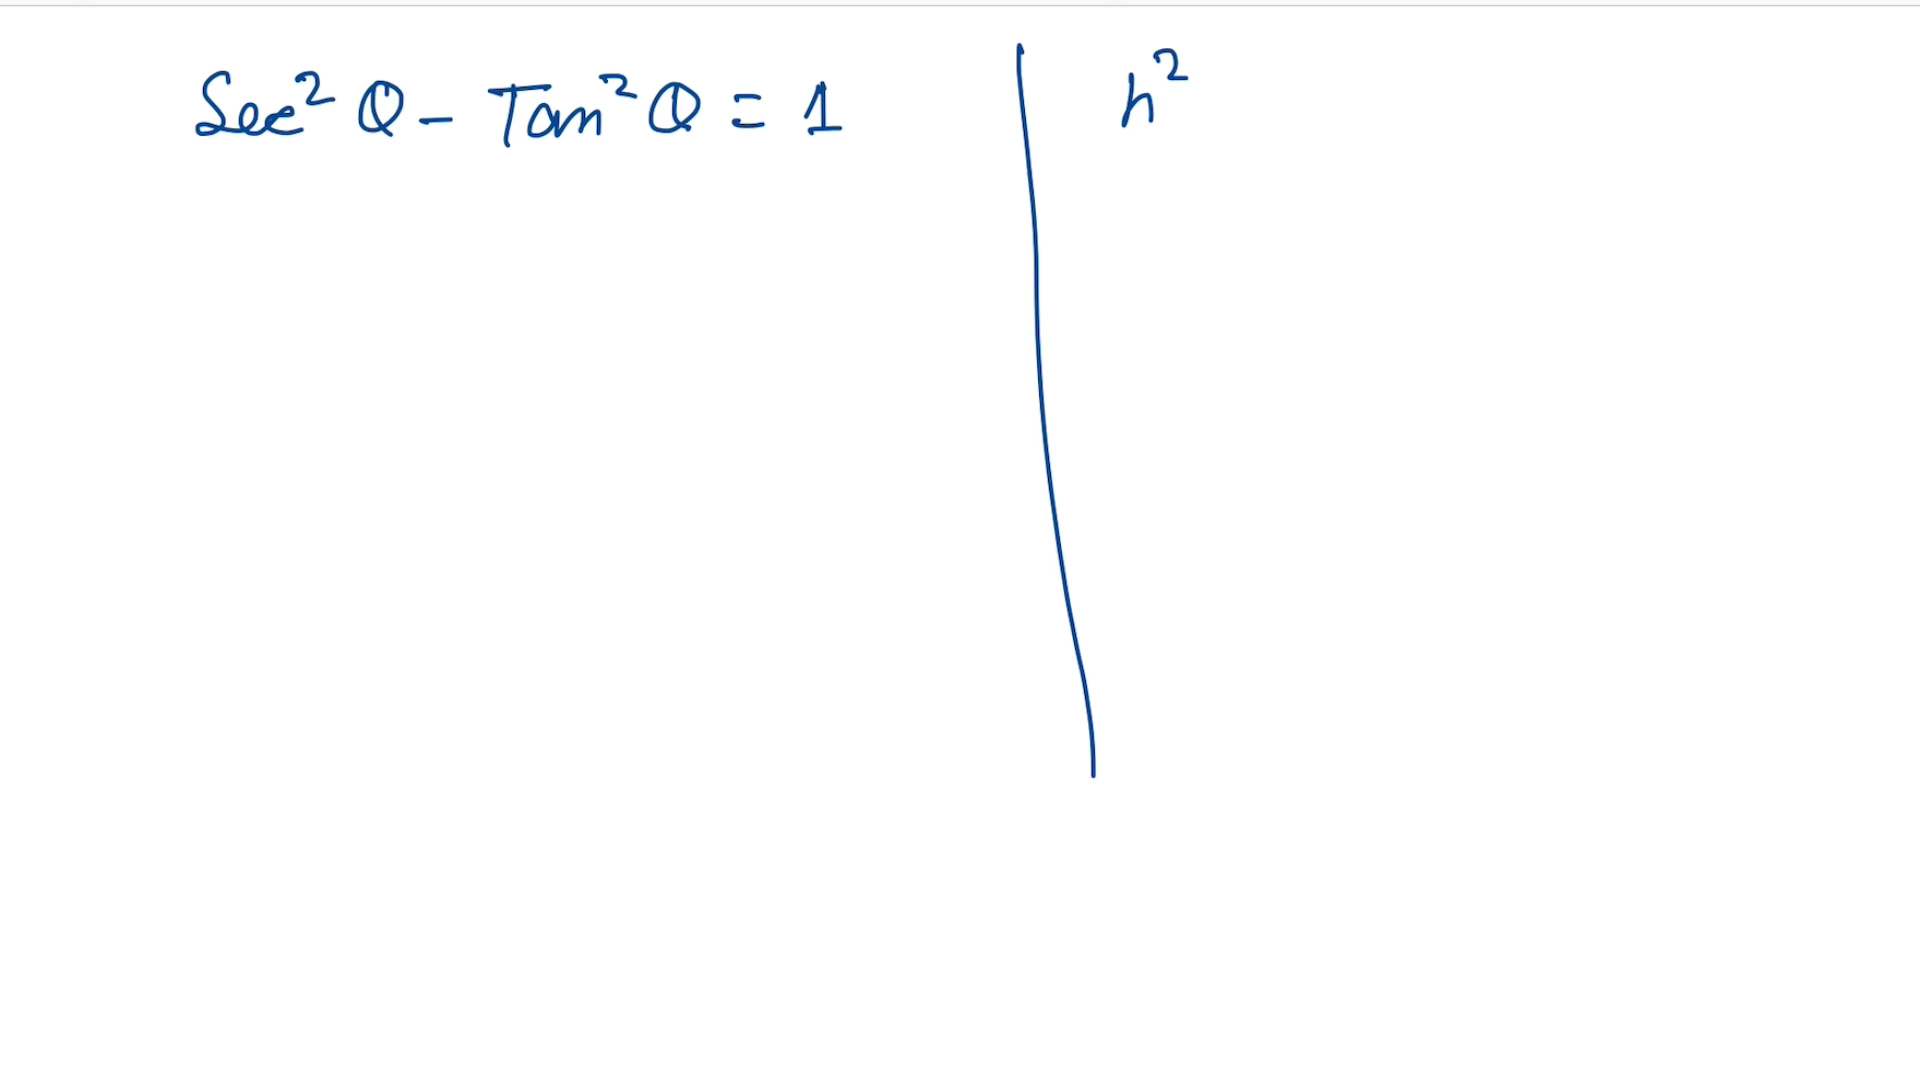 Sec² θ - Tan² θ = 1
h²